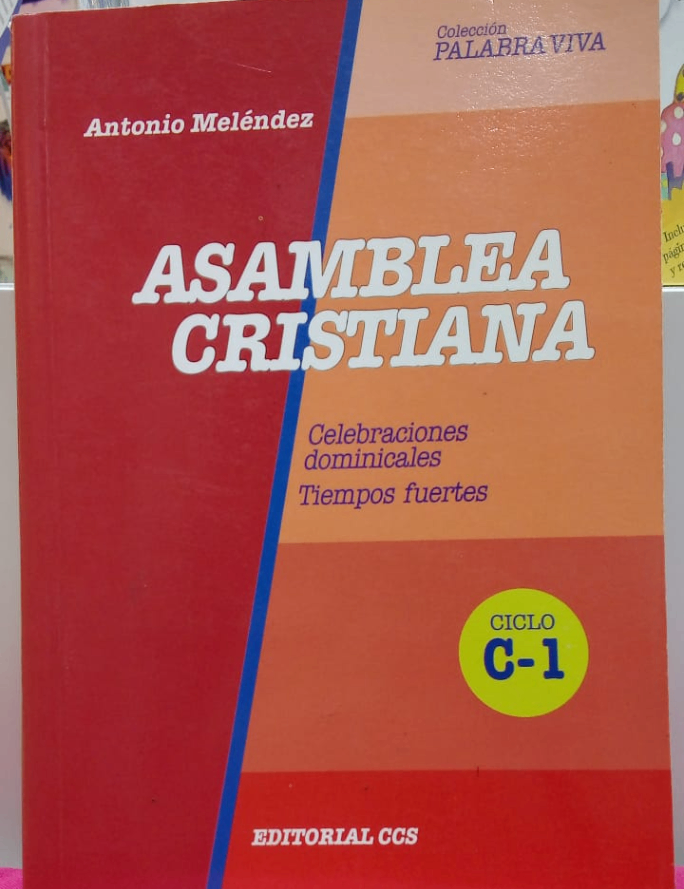 Colección
PALABRA VIVA
Antonio Meléndez
ASAMBLEA
CRISTIANA
Celebraciones
dominicales
Tiempos fuertes
CICLO
C-1
EDITORIAL CCS